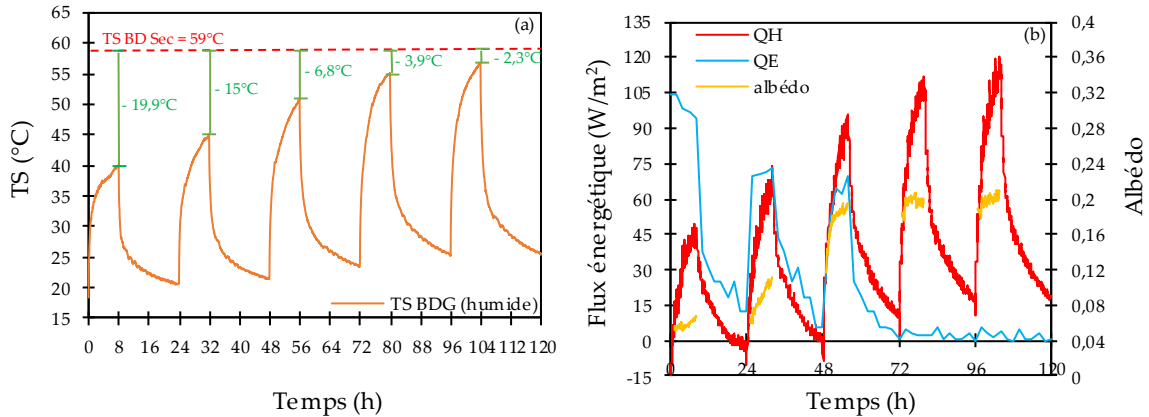 (a)
TS BD Sec = 59°C
- 19,9°C
- 15°C
- 6,8°C
- 3,9°C
- 2,3°C
TS (°C)
65
60
55
50
45
40
35
30
25
20
15
TS BDG (humide)
0 8 16 24 32 40 48 56 64 72 80 88 96 104 112 120
Temps (h)
(b)
QH
QE
albédo
Flux énergétique (W/m²)
150
135
120
105
90
75
60
45
30
15
0
-15
0 24 48 72 96 120
Temps (h)
0,4
0,36
0,32
0,28
0,24
0,2
0,16
0,12
0,08
0,04
0
Albédo